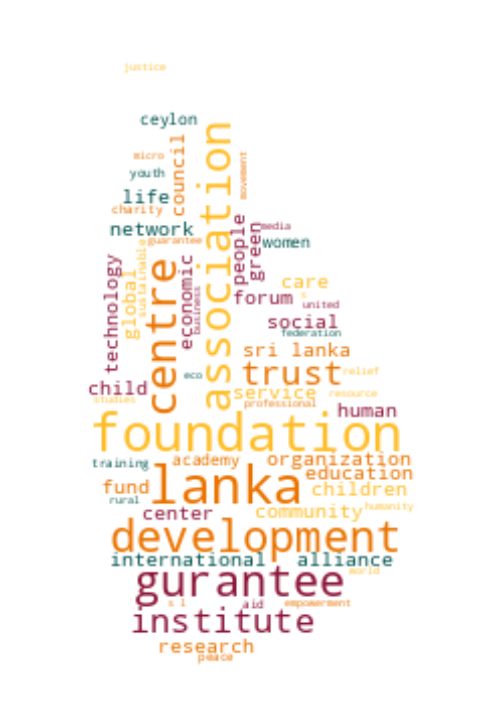 justice
ceylon
association
council
micro
movement
youth
life
charity
network
people
green
media
guarantee
women
sustainable
technology
global
economic
centre
care
business
forum
s
united
social
federation
sri lanka
eco
trust
relief
child
service
resource
studies
professional
human
foundation
training
academy
organization
education
lanka
fund
children
rural
humanity
center
community
development
international
alliance
gurantee
world
s l
aid
empowerment
institute
research
peace